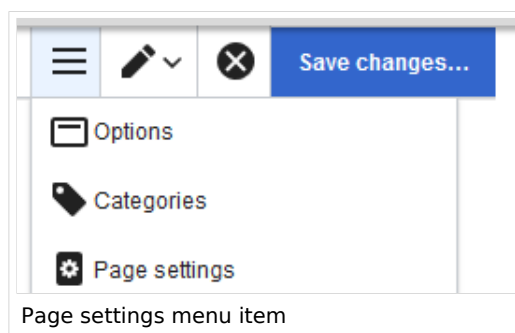 Save changes...
Options
Categories
Page settings
Page settings menu item